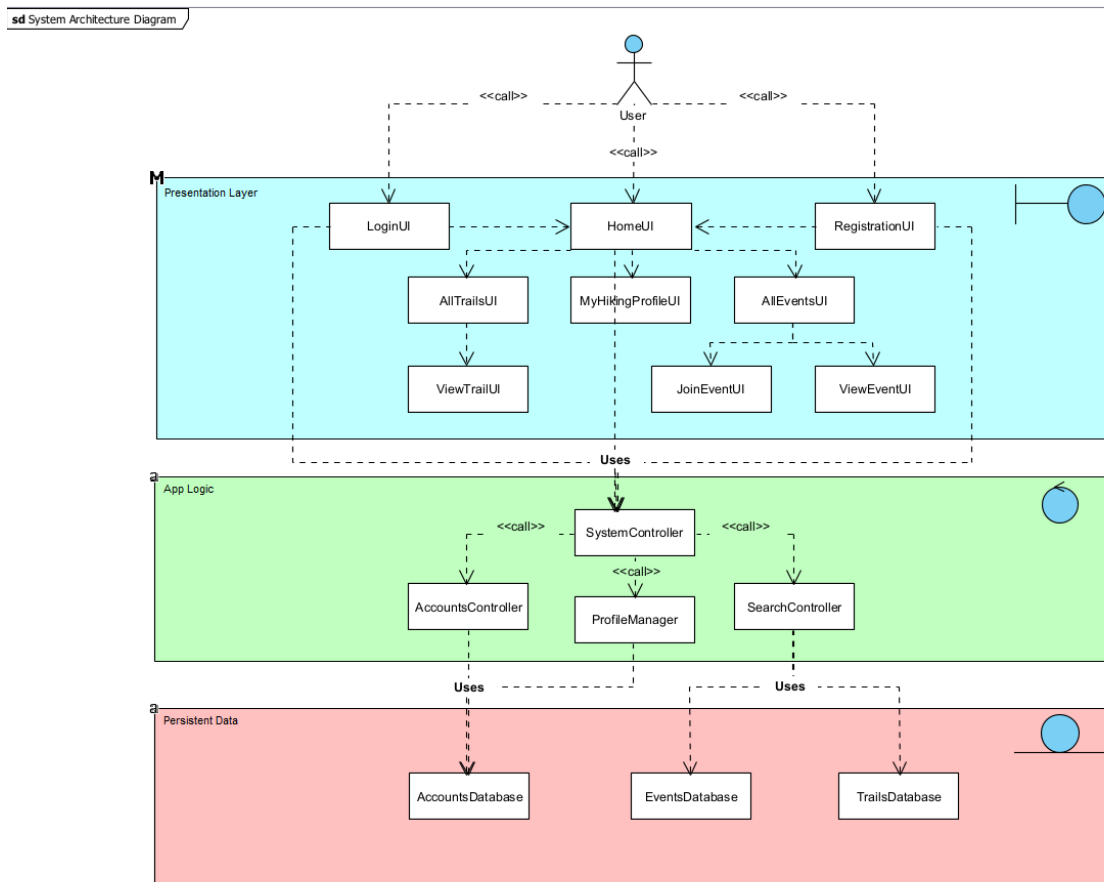 sd System Architecture Diagram
<<call>>
<<call>>
User
<<call>>
M
Presentation Layer
LoginUI
HomeUI
RegistrationUI
AllTrailsUI
MyHikingProfileUI
AllEventsUI
ViewTrailUI
JoinEventUI
ViewEventUI
Uses
a
App Logic
SystemController
<<call>>
<<call>>
<<call>>
AccountsController
ProfileManager
SearchController
Uses
Uses
a
Persistent Data
AccountsDatabase
EventsDatabase
TrailsDatabase